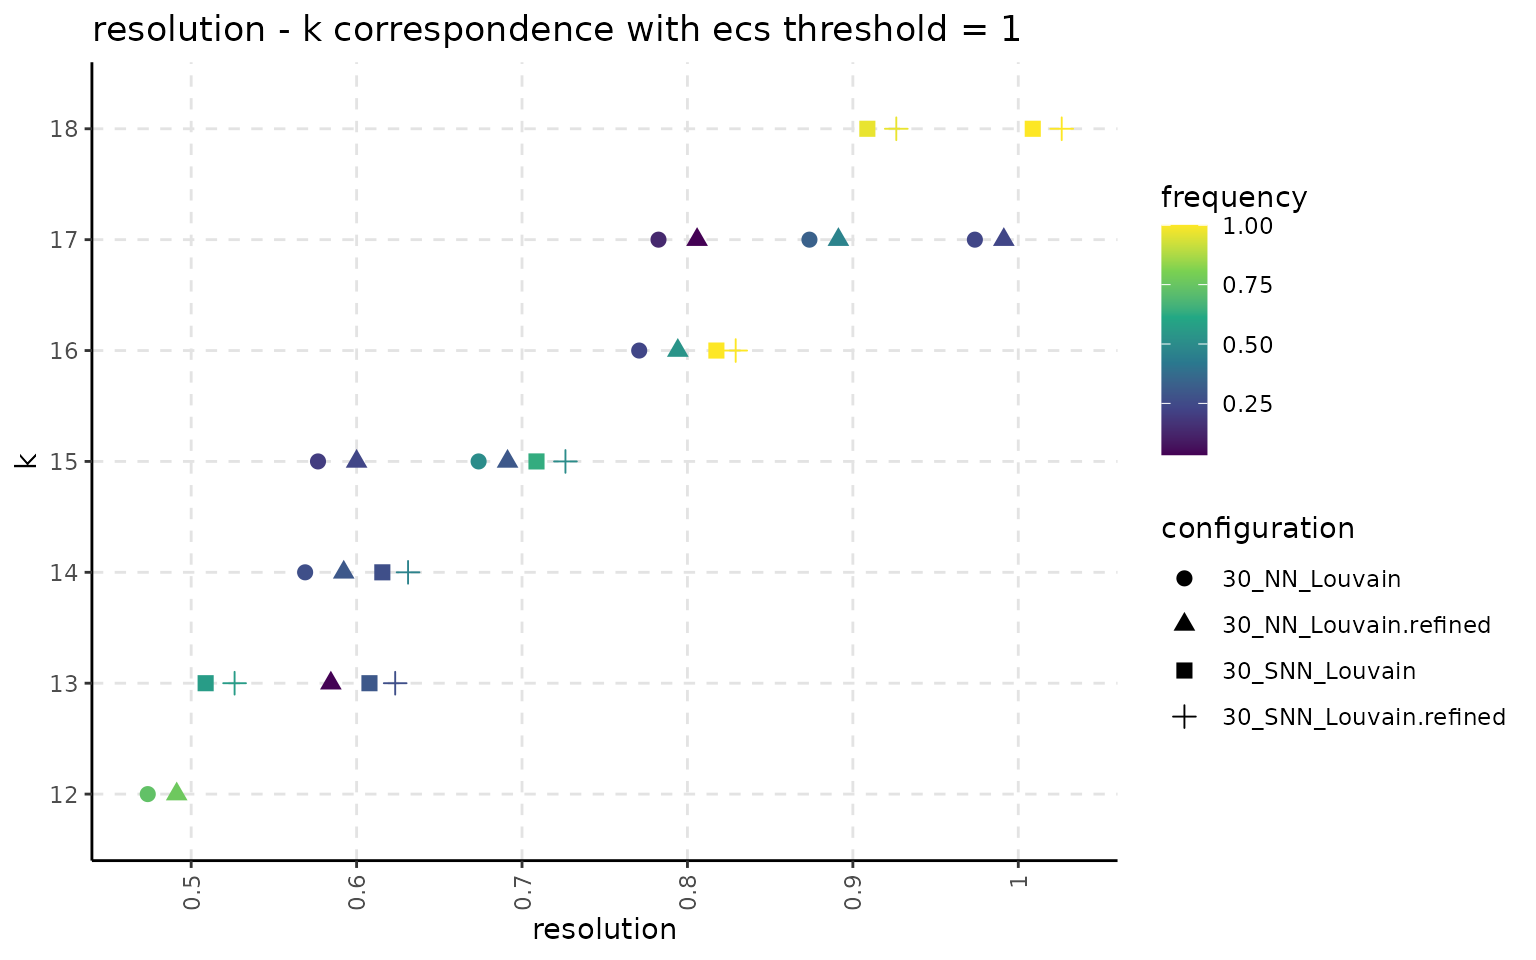 resolution - k correspondence with ecs threshold = 1
k
18
17
16
15
14
13
12
0.5
0.6
0.7
0.8
0.9
1
resolution
frequency
1.00
0.75
0.50
0.25
configuration
30_NN_Louvain
30_NN_Louvain.refined
30_SNN_Louvain
30_SNN_Louvain.refined